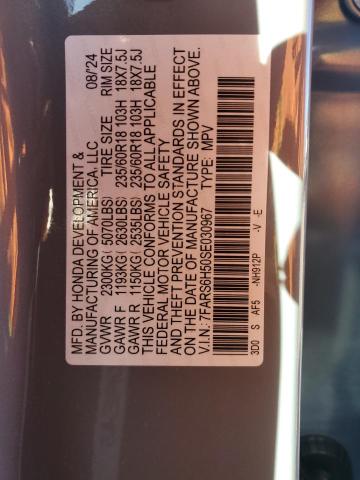 MFD. BY HONDA DEVELOPMENT & 08/24
MANUFACTURING OF AMERICA, LLC
GVWR 2300KG( 5070LBS) TIRE SIZE RIM SIZE
GAWR F 1193KG( 2630LBS) 235/60R18 103H 18X7.5J
GAWR R 1150KG( 2535LBS) 235/60R18 103H 18X7.5J
THIS VEHICLE CONFORMS TO ALL APPLICABLE
FEDERAL MOTOR VEHICLE SAFETY, BUMPER,
AND THEFT PREVENTION STANDARDS IN EFFECT
ON THE DATE OF MANUFACTURE SHOWN ABOVE.
V.I.N.: 7FARS6H50SE030967 TYPE: MPV
3D0 S AF5 -NH912P -V -E